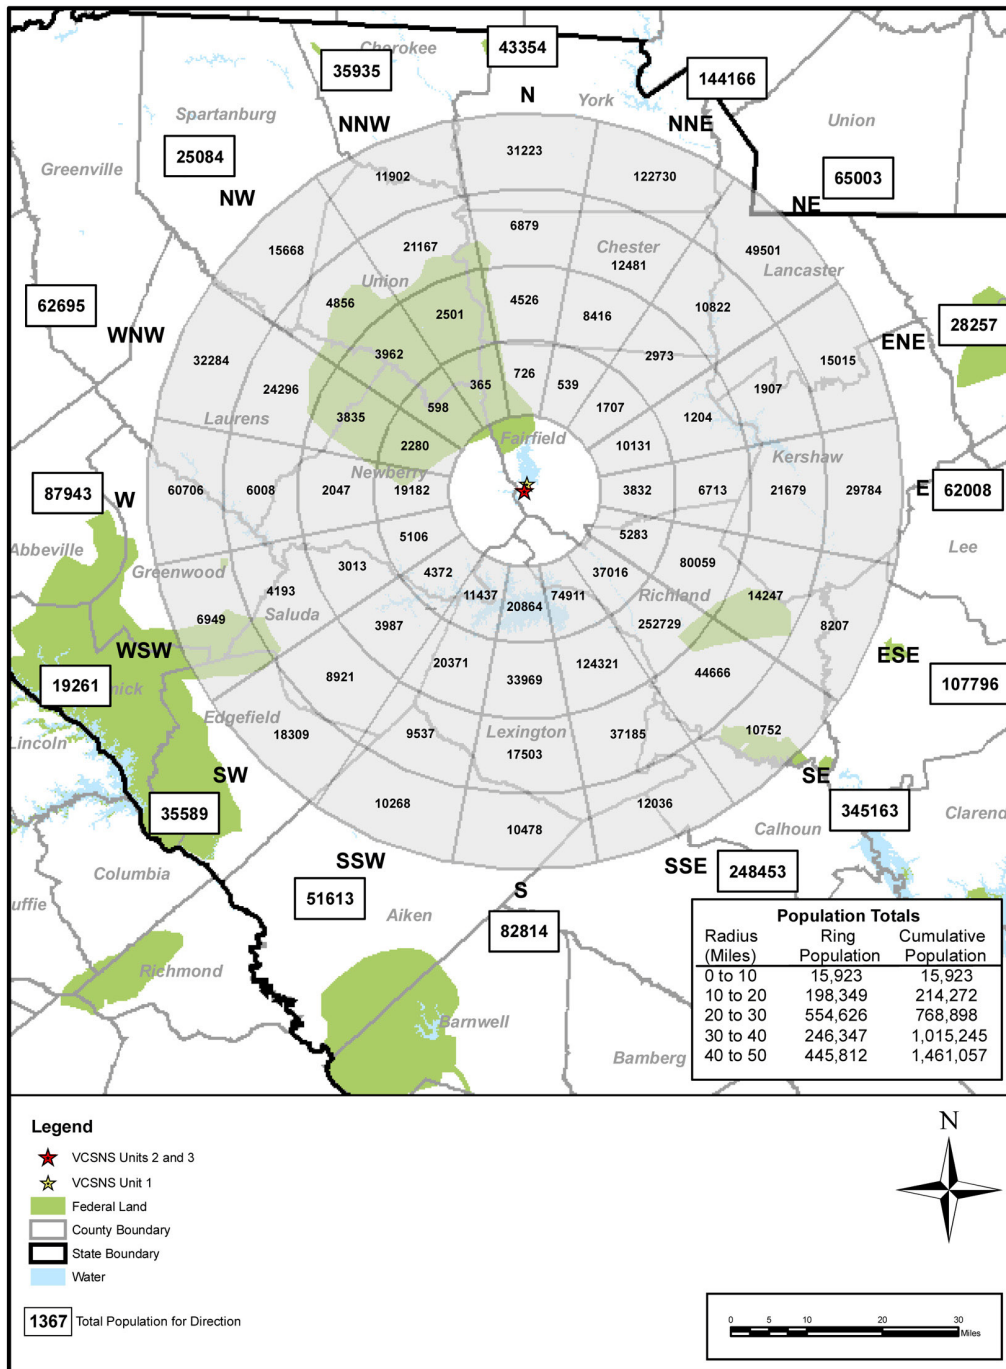 Cherokee
43354
35935
144166
N
York
NNW
NNE
Spartanburg
Union
25084
31223
Greenville
11902
122730
65003
NW
NE
6879
15668
21167
Chester
49501
12481
Lancaster
Union
62695
4856
4526
10822
2501
8416
28257
WNW
ENE
32284
3962
2973
15015
726
24296
365
539
1907
598
1707
Laurens
3835
1204
2280
Fairfield
10131
Newberry
Kershaw
87943
W
60706
6008
2047
19182
3832
6713
21679
29784
E
62008
5106
5283
Abbeville
Lee
Greenwood
3013
4372
37016
80059
4193
11437
20864
74911
Richland
14247
Saluda
6949
3987
252729
8207
WSW
ESE
20371
124321
19261
mick
8921
33969
44666
107796
Edgefield
18309
9537
Lexington
37185
10752
Lincoln
17503
SW
SE
35589
10268
12036
345163
10478
Calhoun
Clarend
SSW
SSE
248453
Columbia
51613
S
uffie
Aiken
82814
Richmond
Barnwell
Bamberg
Population Totals
Radius (Miles) Ring Population Cumulative Population
0 to 10 15,923 15,923
10 to 20 198,349 214,272
20 to 30 554,626 768,898
30 to 40 246,347 1,015,245
40 to 50 445,812 1,461,057
Legend
VCSNS Units 2 and 3
VCSNS Unit 1
Federal Land
County Boundary
State Boundary
Water
1367 Total Population for Direction
N
0 5 10 20 30
Miles